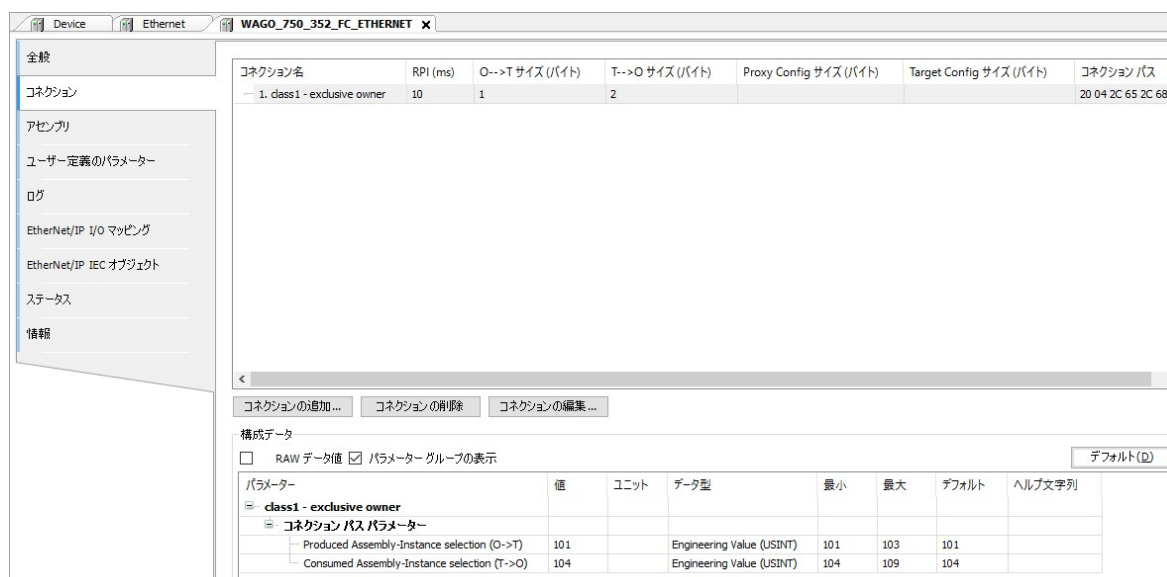 Device Ethernet WAGO_750_352_FC_ETHERNET X
全般
コネクション
アセンブリ
ユーザー定義のパラメーター
ログ
EtherNet/IP I/O マッピング
EtherNet/IP IEC オブジェクト
ステータス
情報
コネクション名 RPI (ms) O-->T サイズ (バイト) T-->O サイズ (バイト) Proxy Config サイズ (バイト) Target Config サイズ (バイト) コネクション パス
1. class1 - exclusive owner 10 1 2 20 04 2C 65 2C 68
コネクションの追加... コネクションの削除 コネクションの編集...
構成データ
RAW データ値 パラメーター グループの表示 デフォルト(D)
パラメーター 値 ユニット データ型 最小 最大 デフォルト ヘルプ文字列
class1 - exclusive owner
コネクション パス パラメーター
Produced Assembly-Instance selection (O->T) 101 Engineering Value (USINT) 101 103 101
Consumed Assembly-Instance selection (T->O) 104 Engineering Value (USINT) 104 109 104